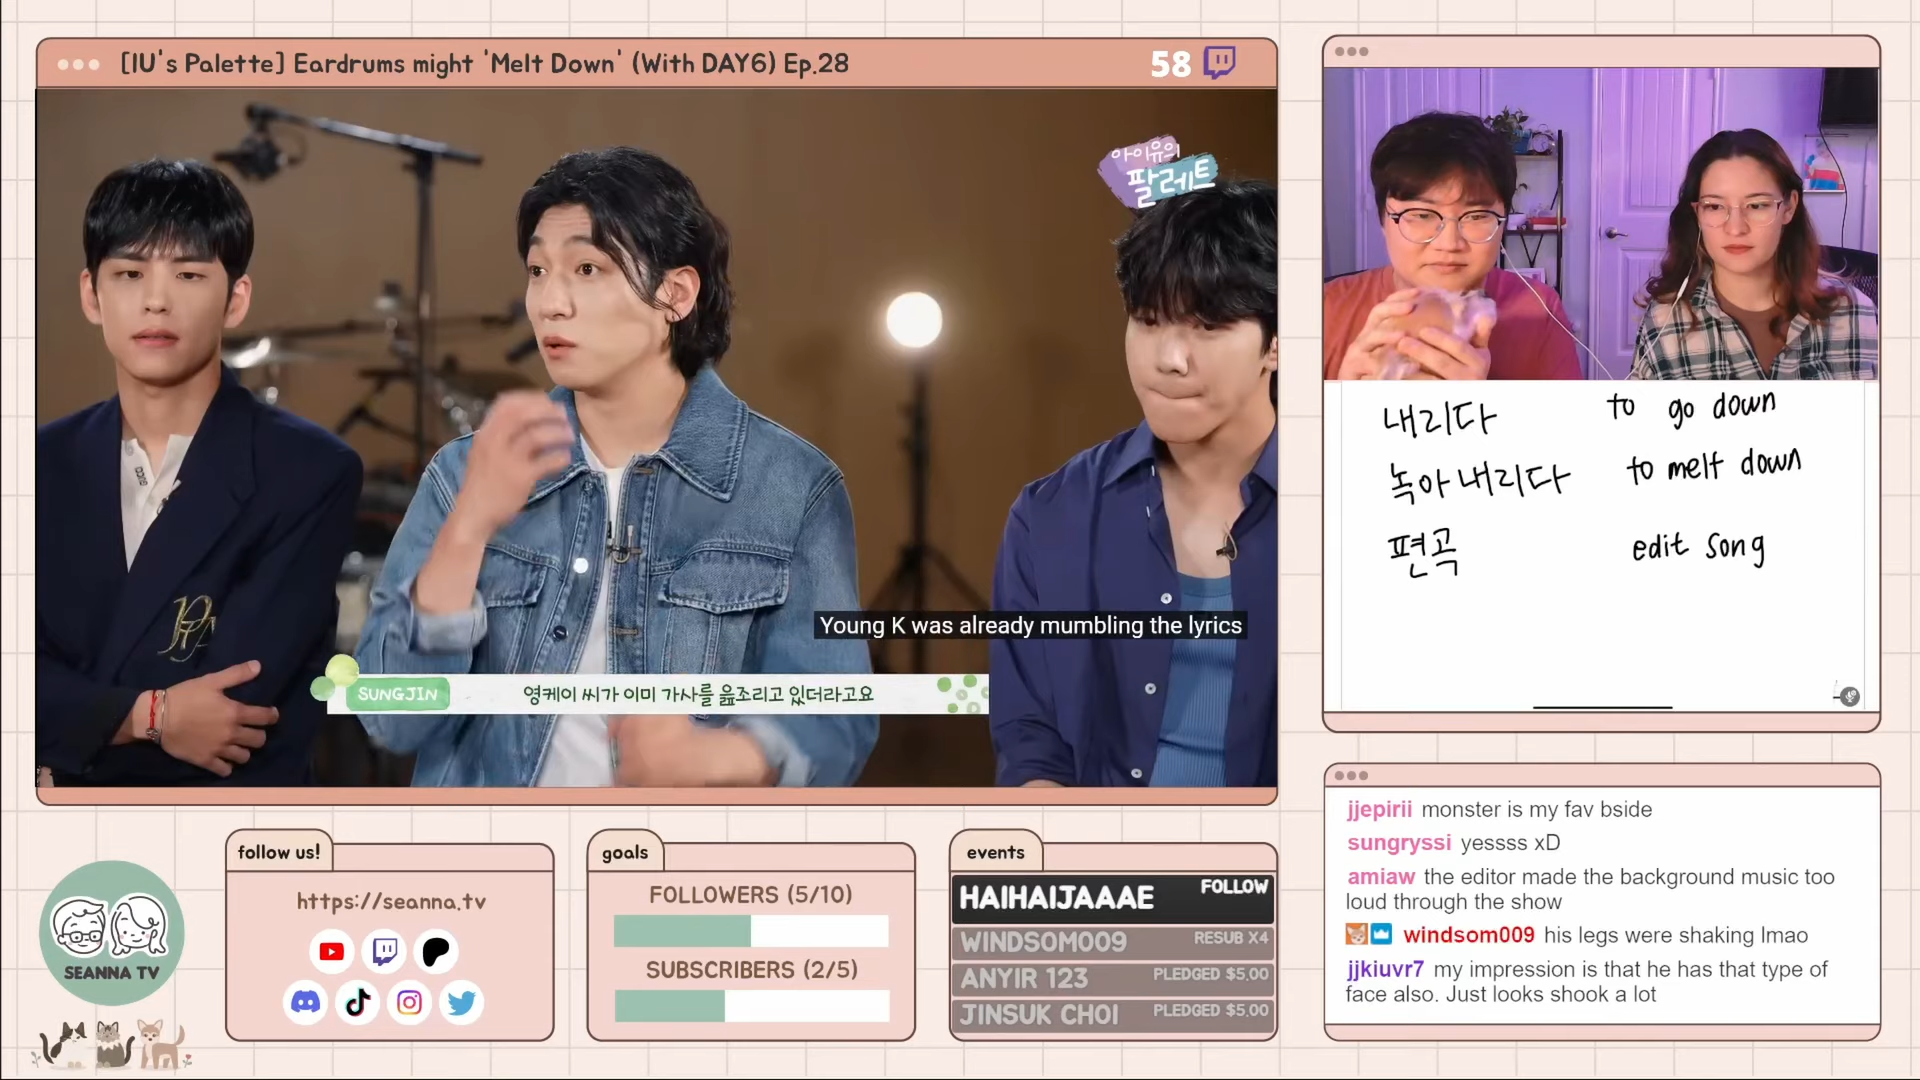 [IU's Palette] Eardrums might 'Melt Down' (With DAY6) Ep.28
58
아이유의
팔레트
Young K was already mumbling the lyrics
SUNGJIN
영케이 씨가 이미 가사를 읊조리고 있더라고요
내리다 to go down
녹아내리다 to melt down
편곡 edit song
follow us!
https://seanna.tv
SEANNA TV
goals
FOLLOWERS (5/10)
SUBSCRIBERS (2/5)
events
HAIHAIJAAAE FOLLOW
WINDSOM009 RESUB X4
ANYIR 123 PLEDGED $5.00
JINSUK CHOI PLEDGED $5.00
jjepirii monster is my fav bside
sungryssi yessss xD
amiaw the editor made the background music too
loud through the show
windsom009 his legs were shaking lmao
jjkiuvr7 my impression is that he has that type of
face also. Just looks shook a lot